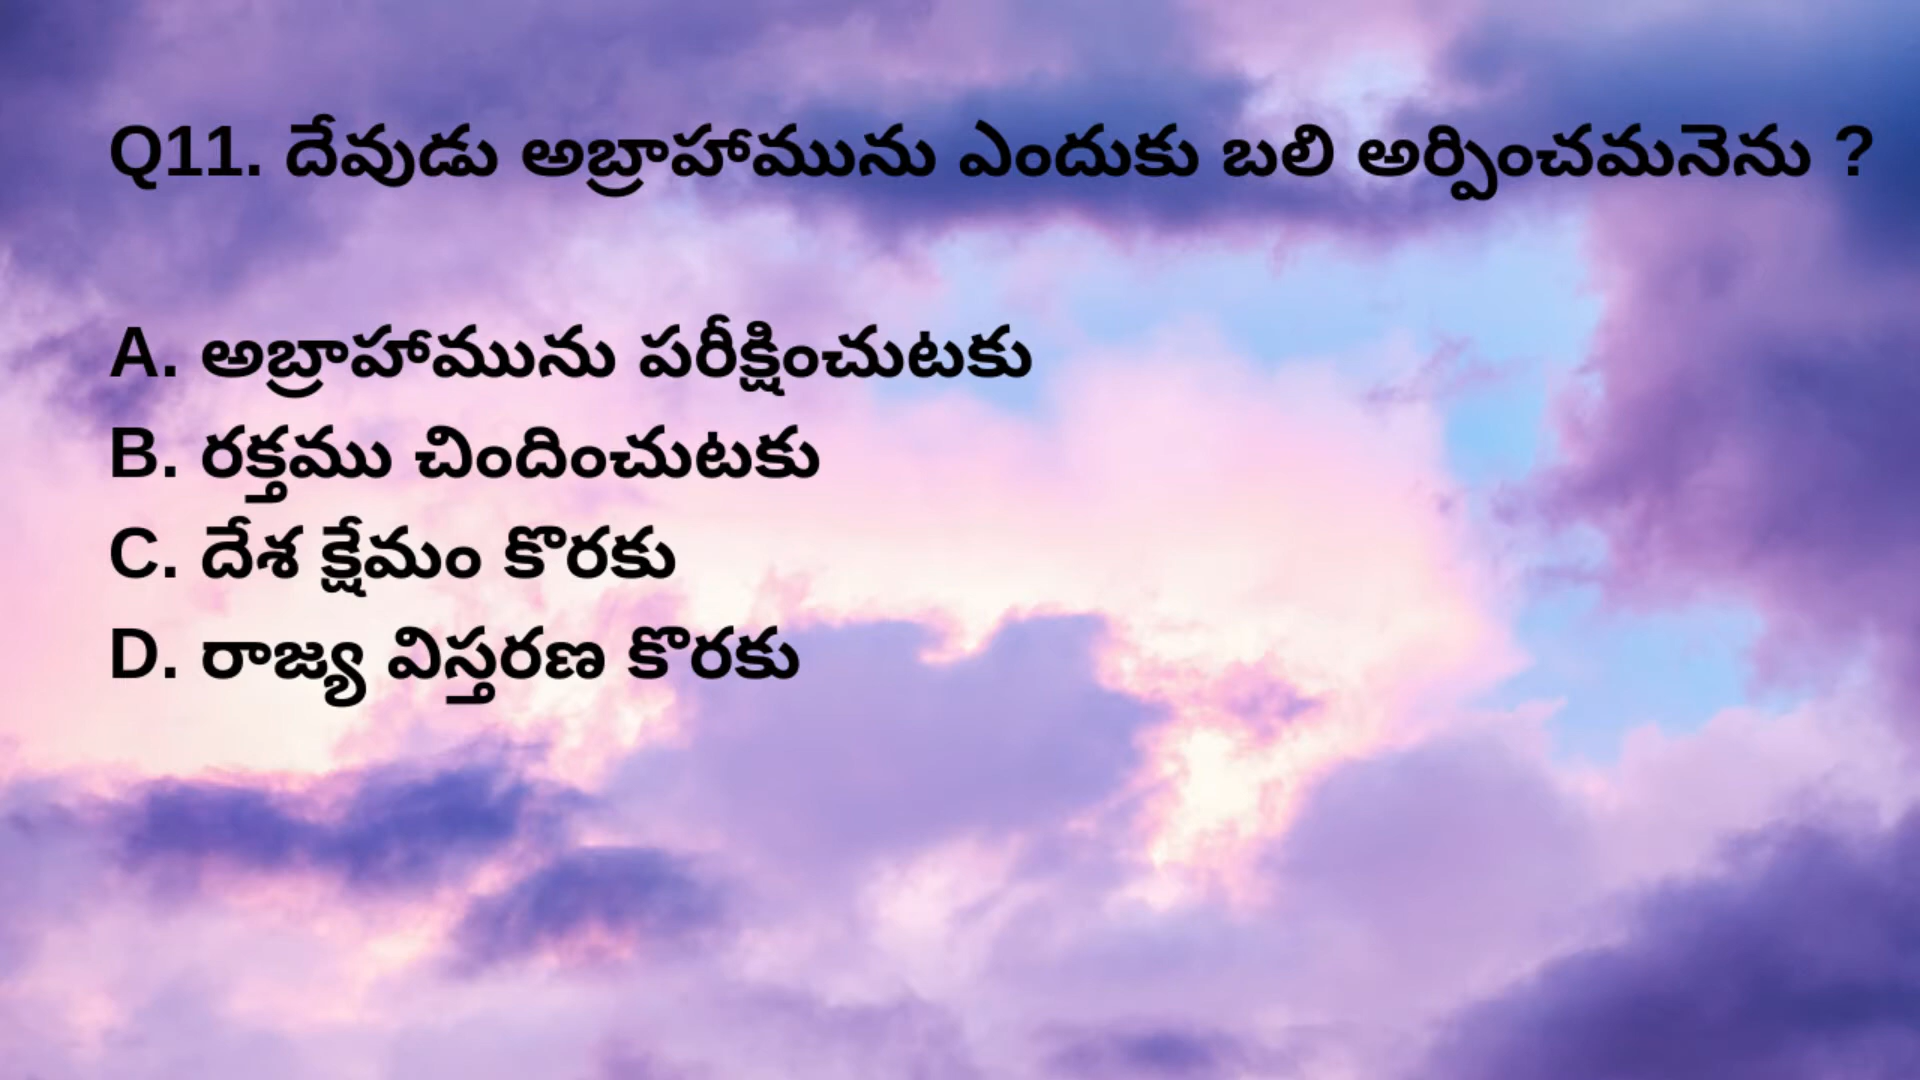 Q11. దేవుడు అబ్రాహామును ఎందుకు బలి అర్పించమనెను ?
A. అబ్రాహామును పరీక్షించుటకు
B. రక్తము చిందించుటకు
C. దేశ క్షేమం కొరకు
D. రాజ్య విస్తరణ కొరకు